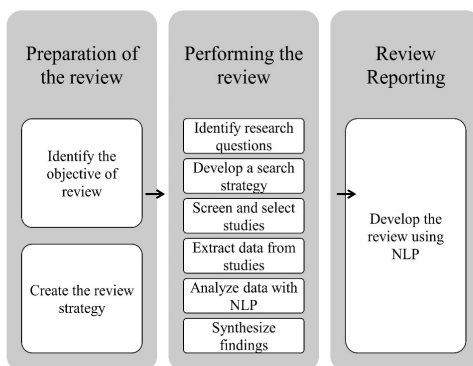 Preparation of
the review
Identify the
objective of
review
Create the review
strategy
Performing the
review
Identify research
questions
Develop a search
strategy
Screen and select
studies
Extract data from
studies
Analyze data with
NLP
Synthesize
findings
Review
Reporting
Develop the
review using
NLP